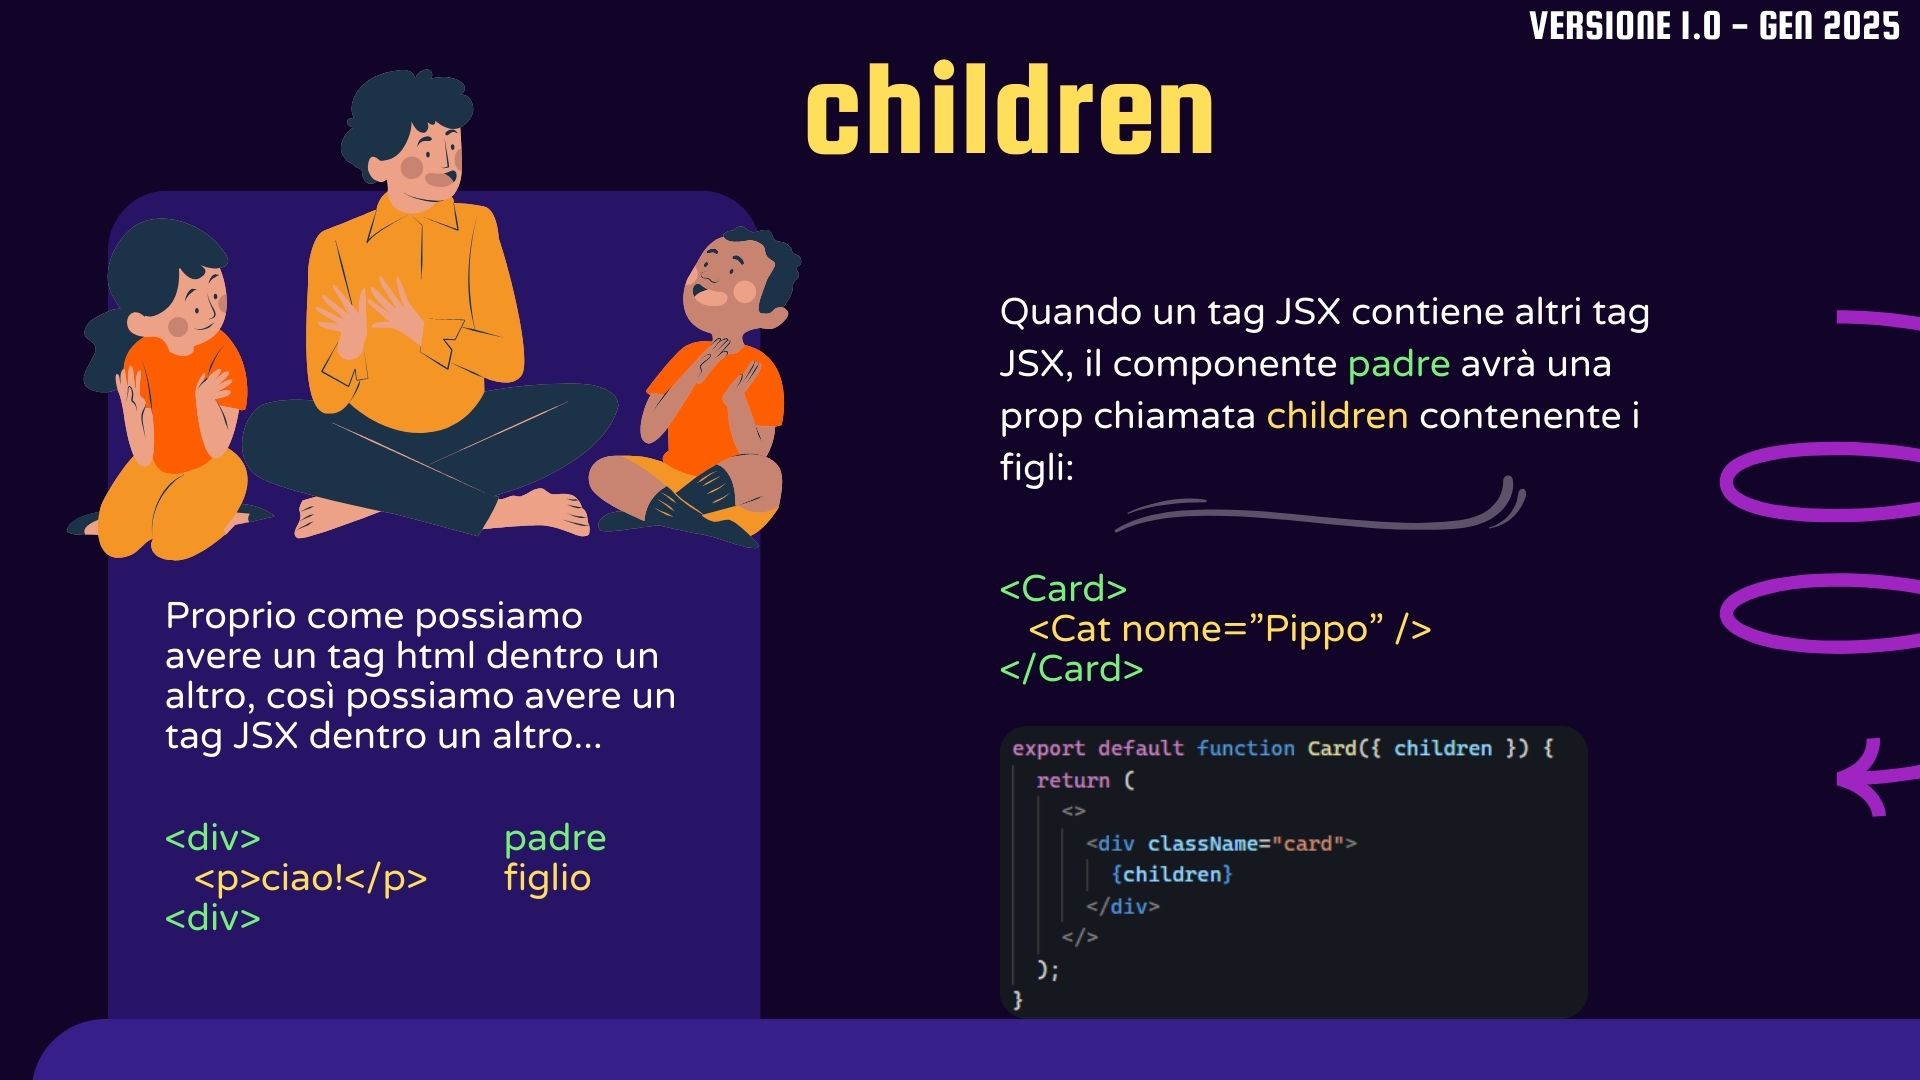 VERSIONE 1.0 - GEN 2025
children
Proprio come possiamo
avere un tag html dentro un
altro, così possiamo avere un
tag JSX dentro un altro...
<div> padre
<p>ciao!</p> figlio
<div>
Quando un tag JSX contiene altri tag
JSX, il componente padre avrà una
prop chiamata children contenente i
figli:
<Card>
<Cat nome=”Pippo” />
</Card>
export default function Card({ children }) {
return (
<>
<div className="card">
{children}
</div>
</>
);
}